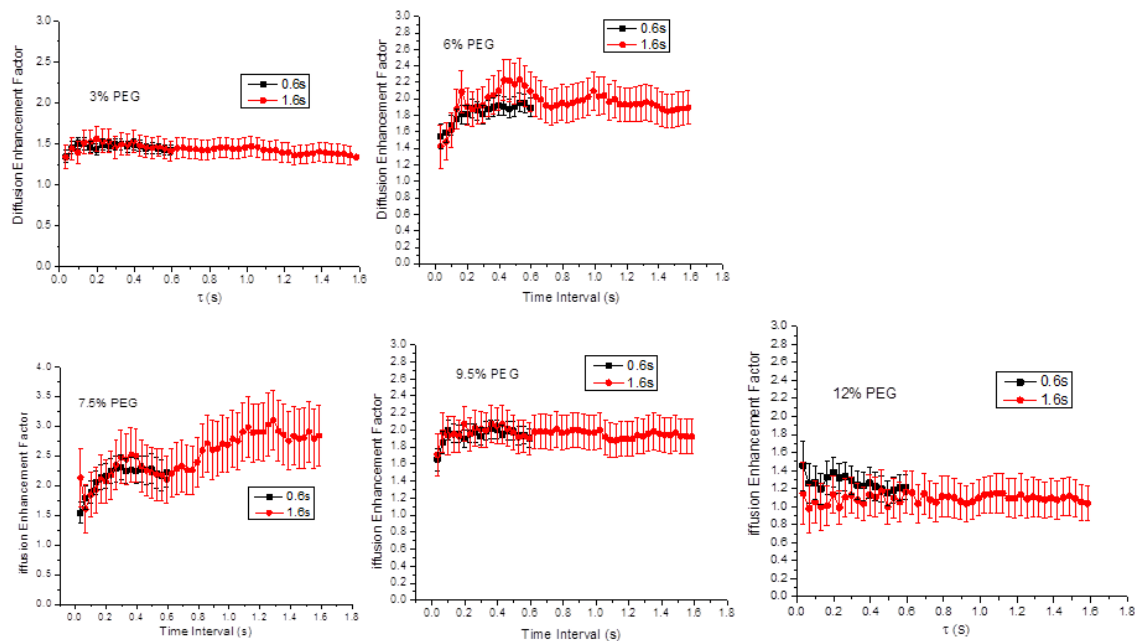 Diffusion Enhancement Factor
3.0
2.5
2.0
1.5
1.0
0.5
0.0
3% PEG
0.6s
1.6s
0.0 0.2 0.4 0.6 0.8 1.0 1.2 1.4 1.6
τ (s)
Diffusion Enhancement Factor
3.0
2.8
2.6
2.4
2.2
2.0
1.8
1.6
1.4
1.2
1.0
0.8
0.6
0.4
0.2
0.0
6% PEG
0.6s
1.6s
0.0 0.2 0.4 0.6 0.8 1.0 1.2 1.4 1.6 1.8
Time Interval (s)
iffusion Enhancement Factor
4.0
3.5
3.0
2.5
2.0
1.5
1.0
0.5
0.0
7.5% PEG
0.6s
1.6s
0.0 0.2 0.4 0.6 0.8 1.0 1.2 1.4 1.6 1.8
Time Interval (s)
iffusion Enhancement Factor
3.0
2.8
2.6
2.4
2.2
2.0
1.8
1.6
1.4
1.2
1.0
0.8
0.6
0.4
0.2
0.0
9.5% PEG
0.6s
1.6s
0.0 0.2 0.4 0.6 0.8 1.0 1.2 1.4 1.6 1.8
Time Interval (s)
iffusion Enhancement Factor
3.0
2.8
2.6
2.4
2.2
2.0
1.8
1.6
1.4
1.2
1.0
0.8
0.6
0.4
0.2
0.0
12% PEG
0.6s
1.6s
0.0 0.2 0.4 0.6 0.8 1.0 1.2 1.4 1.6 1.8
τ (S)